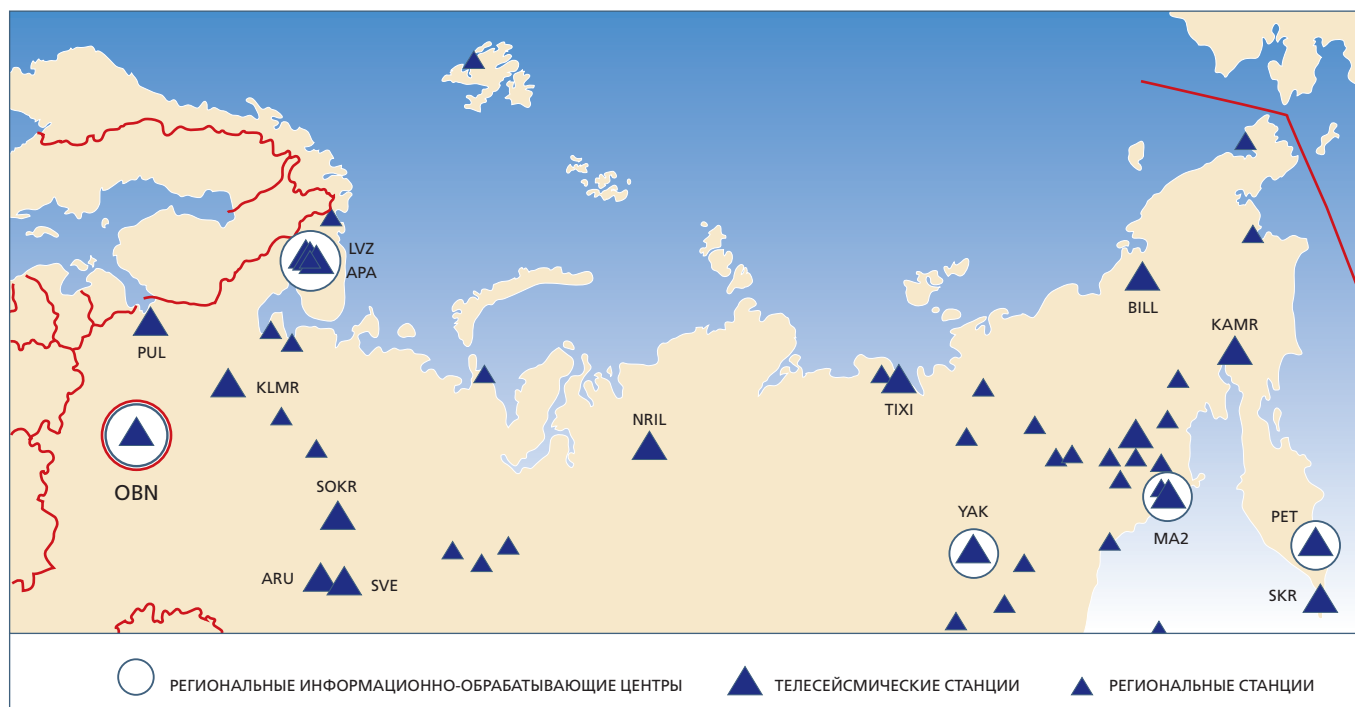 LVZ
APA
BILL
KAMR
PUL
KLMR
TIXI
NRIL
OBN
SOKR
YAK
MA2
PET
ARU
SVE
SKR
РЕГИОНАЛЬНЫЕ ИНФОРМАЦИОННО-ОБРАБАТЫВАЮЩИЕ ЦЕНТРЫ
ТЕЛЕСЕЙСМИЧЕСКИЕ СТАНЦИИ
РЕГИОНАЛЬНЫЕ СТАНЦИИ